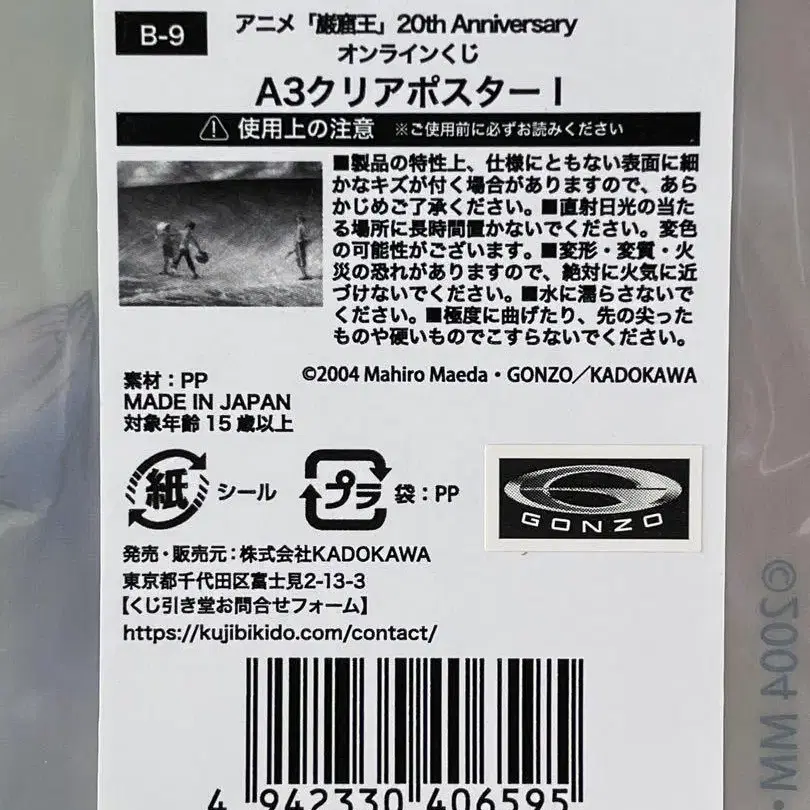 B-9
アニメ「巌窟王」20th Anniversary
オンラインくじ
A3クリアポスターI
使用上の注意 ※ご使用前に必ずお読みください
■製品の特性上、仕様にともない表面に細
かなキズが付く場合がありますので、あら
かじめご了承ください。■直射日光の当た
る場所に長時間置かないでください。変色
の可能性がございます。■変形・変質・火
災の恐れがありますので、絶対に火気に近
づけないでください。■水に濡らさないで
ください。■極度に曲げたり、先の尖った
ものや硬いものでこすらないでください。
©2004 Mahiro Maeda・GONZO／KADOKAWA
素材：PP
MADE IN JAPAN
対象年齢15歳以上
紙 シール プラ 袋：PP
GONZO
発売・販売元：株式会社KADOKAWA
東京都千代田区富士見2-13-3
【くじ引き堂お問合せフォーム】
https://kujibikido.com/contact/
4 942330 406595
©2004 MM・